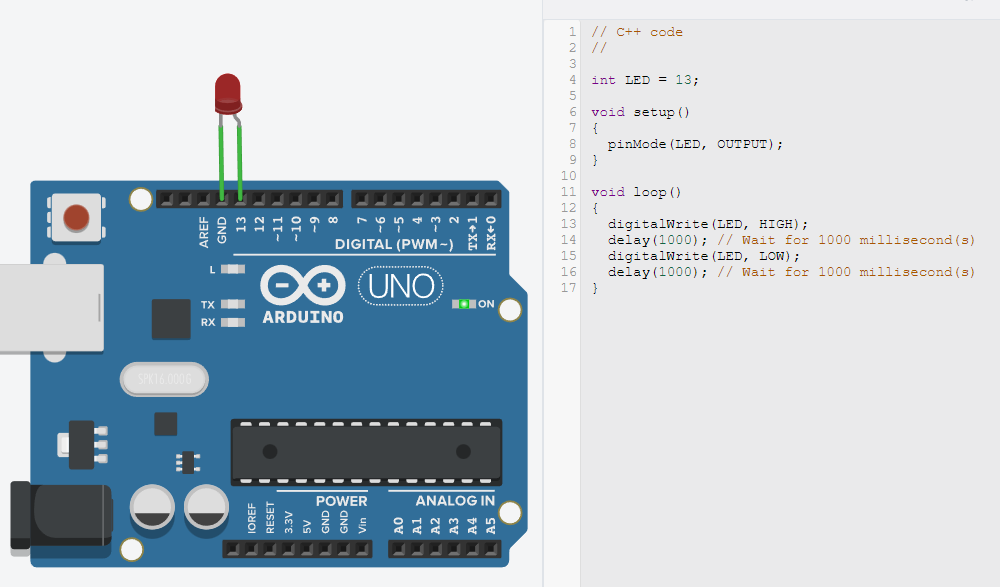 AREF
GND
13
12
~11
~10
~9
8
7
~6
~5
~4
~3
2
TX→1
RX←0
DIGITAL (PWM~)
L
TX
RX
UNO
ARDUINO
ON
SPK16.000G
POWER
ANALOG IN
IOREF
RESET
3.3V
5V
GND
GND
Vin
A0
A1
A2
A3
A4
A5
1 // C++ code
2 //
3
4 int LED = 13;
5
6 void setup()
7 {
8 pinMode(LED, OUTPUT);
9 }
10
11 void loop()
12 {
13 digitalWrite(LED, HIGH);
14 delay(1000); // Wait for 1000 millisecond(s)
15 digitalWrite(LED, LOW);
16 delay(1000); // Wait for 1000 millisecond(s)
17 }